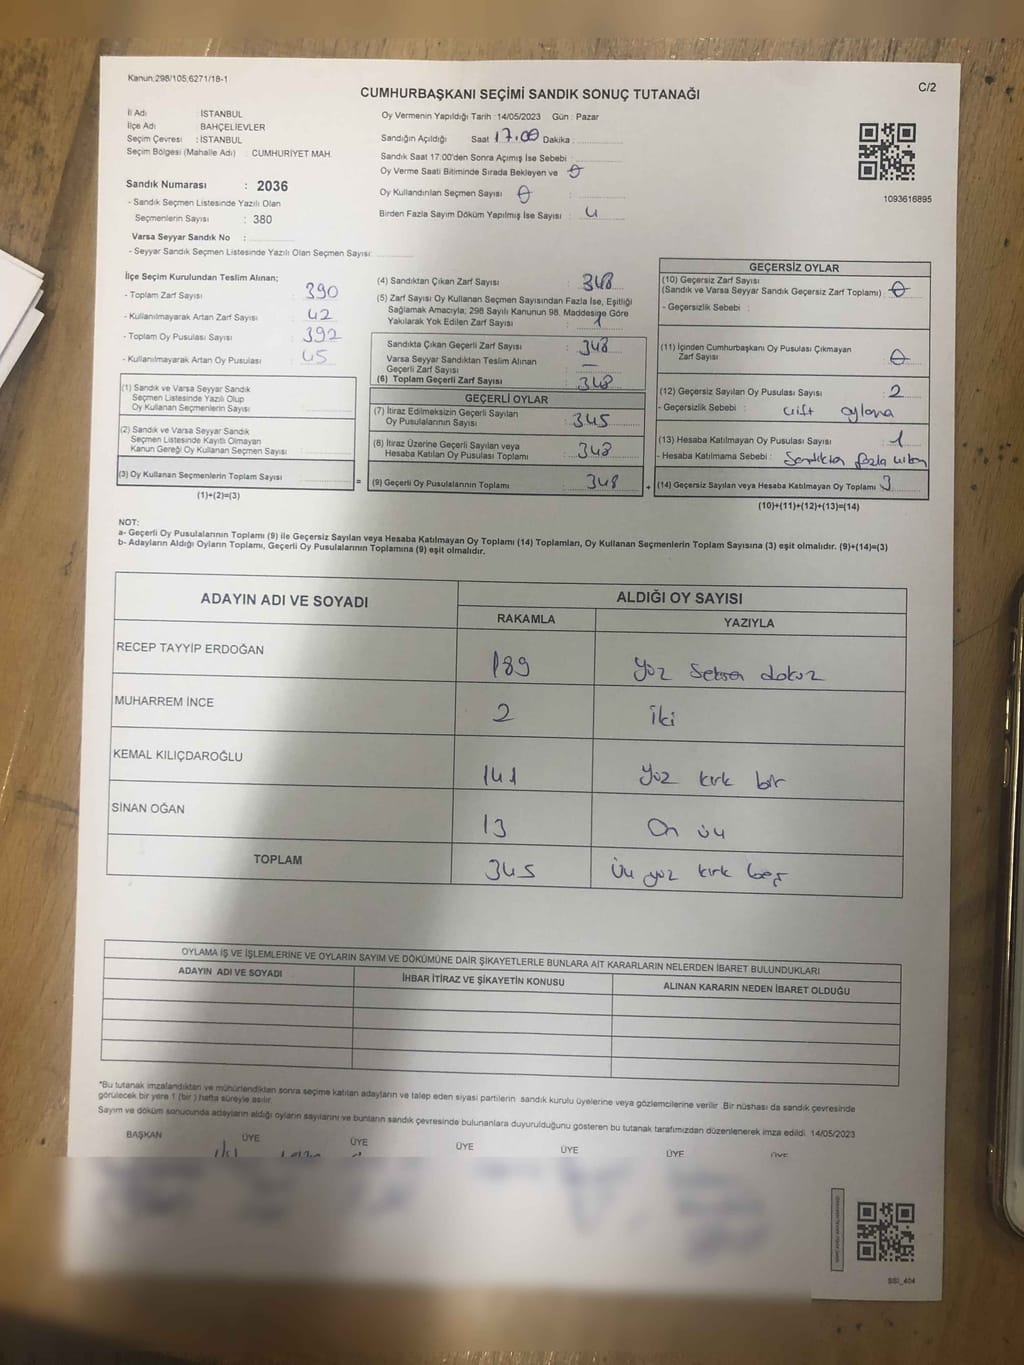 Kanun;298/105,6271/18-1
C/2
CUMHURBAŞKANI SEÇİMİ SANDIK SONUÇ TUTANAĞI
İl Adı : İSTANBUL
İlçe Adı : BAHÇELİEVLER
Seçim Çevresi : İSTANBUL
Seçim Bölgesi (Mahalle Adı) : CUMHURİYET MAH.
Sandık Numarası : 2036
- Sandık Seçmen Listesinde Yazılı Olan
Seçmenlerin Sayısı : 380
Varsa Seyyar Sandık No :
- Seyyar Sandık Seçmen Listesinde Yazılı Olan Seçmen Sayısı:
Oy Vermenin Yapıldığı Tarih :14/05/2023 Gün : Pazar
Sandığın Açıldığı Saat 17.00 Dakika :
Sandık Saat 17:00'den Sonra Açımış İse Sebebi :
Oy Verme Saati Bitiminde Sırada Bekleyen ve 0
Oy Kullandırılan Seçmen Sayısı 0 :
Birden Fazla Sayım Döküm Yapılmış İse Sayısı : 4
1093616895
İlçe Seçim Kurulundan Teslim Alınan;
- Toplam Zarf Sayısı : 390
- Kullanılmayarak Artan Zarf Sayısı : 42
- Toplam Oy Pusulası Sayısı : 392
- Kullanılmayarak Artan Oy Pusulası : 45
(1) Sandık ve Varsa Seyyar Sandık
Seçmen Listesinde Yazılı Olup
Oy Kullanan Seçmenlerin Sayısı :
(2) Sandık ve Varsa Seyyar Sandık
Seçmen Listesinde Kayıtlı Olmayan
Kanun Gereği Oy Kullanan Seçmen Sayısı :
(3) Oy Kullanan Seçmenlerin Toplam Sayısı : =
(1)+(2)=(3)
(4) Sandıktan Çıkan Zarf Sayısı : 348
(5) Zarf Sayısı Oy Kullanan Seçmen Sayısından Fazla İse, Eşitliği
Sağlamak Amacıyla; 298 Sayılı Kanunun 98. Maddesine Göre
Yakılarak Yok Edilen Zarf Sayısı : 1
Sandıkta Çıkan Geçerli Zarf Sayısı : 348
Varsa Seyyar Sandıktan Teslim Alınan
Geçerli Zarf Sayısı : —
(6) Toplam Geçerli Zarf Sayısı : 348
GEÇERLİ OYLAR
(7) İtiraz Edilmeksizin Geçerli Sayılan
Oy Pusulalarının Sayısı : 345
(8) İtiraz Üzerine Geçerli Sayılan veya
Hesaba Katılan Oy Pusulası Toplamı : 348
(9) Geçerli Oy Pusulalarının Toplamı : 348 +
GEÇERSİZ OYLAR
(10) Geçersiz Zarf Sayısı
(Sandık ve Varsa Seyyar Sandık Geçersiz Zarf Toplamı) : 0
- Geçersizlik Sebebi :
(11) İçinden Cumhurbaşkanı Oy Pusulası Çıkmayan
Zarf Sayısı : 0
(12) Geçersiz Sayılan Oy Pusulası Sayısı : 2
- Geçersizlik Sebebi : çift oylama
(13) Hesaba Katılmayan Oy Pusulası Sayısı : 1
- Hesaba Katılmama Sebebi : Sandıktan fazla çıkan
(14) Geçersiz Sayılan veya Hesaba Katılmayan Oy Toplamı : 3
(10)+(11)+(12)+(13)=(14)
NOT:
a- Geçerli Oy Pusulalarının Toplamı (9) ile Geçersiz Sayılan veya Hesaba Katılmayan Oy Toplamı (14) Toplamları, Oy Kullanan Seçmenlerin Toplam Sayısına (3) eşit olmalıdır. (9)+(14)=(3)
b- Adayların Aldığı Oyların Toplamı, Geçerli Oy Pusulalarının Toplamına (9) eşit olmalıdır.
ADAYIN ADI VE SOYADI
ALDIĞI OY SAYISI
RAKAMLA YAZIYLA
RECEP TAYYİP ERDOĞAN 189 Yüz seksen dokuz
MUHARREM İNCE 2 İki
KEMAL KILIÇDAROĞLU 141 Yüz kırk bir
SİNAN OĞAN 13 On üç
TOPLAM 345 Üç yüz kırk beş
OYLAMA İŞ VE İŞLEMLERİNE VE OYLARIN SAYIM VE DÖKÜMÜNE DAİR ŞİKAYETLERLE BUNLARA AİT KARARLARIN NELERDEN İBARET BULUNDUKLARI
ADAYIN ADI VE SOYADI İHBAR İTİRAZ VE ŞİKAYETİN KONUSU ALINAN KARARIN NEDEN İBARET OLDUĞU
*Bu tutanak imzalandıktan ve mühürlendikten sonra seçime katılan adayların ve talep eden siyasi partilerin sandık kurulu üyelerine veya gözlemcilerine verilir. Bir nüshası da sandık çevresinde
görülecek bir yere 1 (bir ) hafta süreyle asılır.
Sayım ve döküm sonucunda adayların aldığı oyların sayılarını ve bunların sandık çevresinde bulunanlara duyurulduğunu gösteren bu tutanak tarafımızdan düzenlenerek imza edildi. 14/05/2023
BAŞKAN ÜYE ÜYE ÜYE ÜYE ÜYE ÜYE
SSI_404